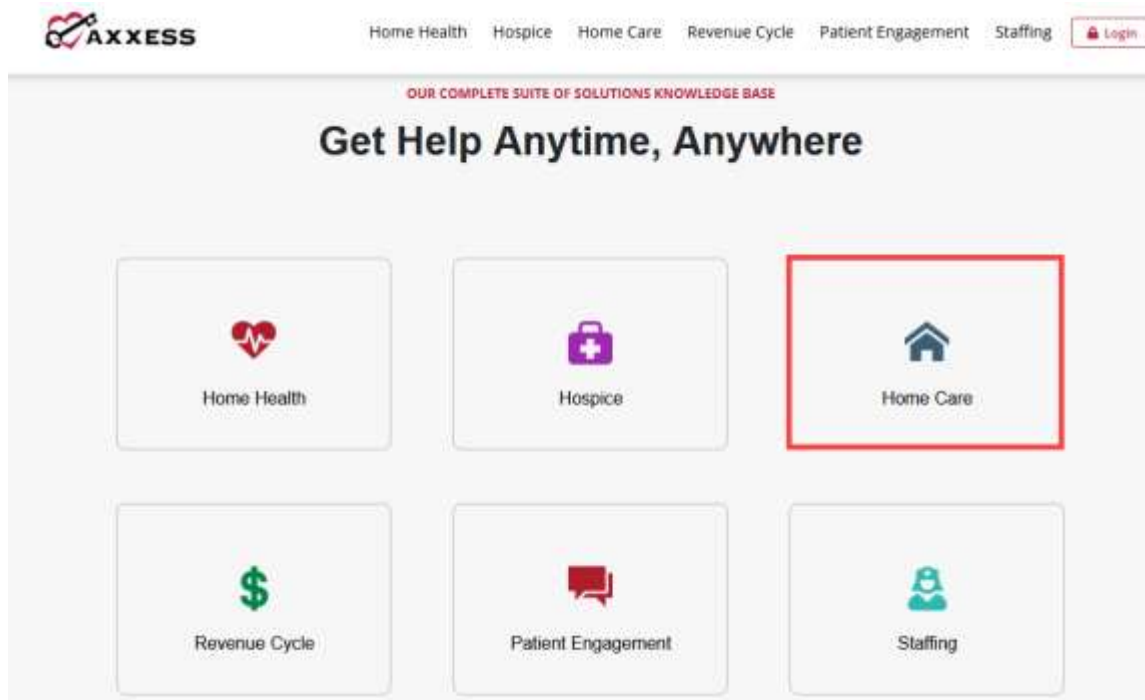 AXXESS
Home Health Hospice Home Care Revenue Cycle Patient Engagement Staffing Login
OUR COMPLETE SUITE OF SOLUTIONS KNOWLEDGE BASE
Get Help Anytime, Anywhere
Home Health Hospice Home Care
Revenue Cycle Patient Engagement Staffing